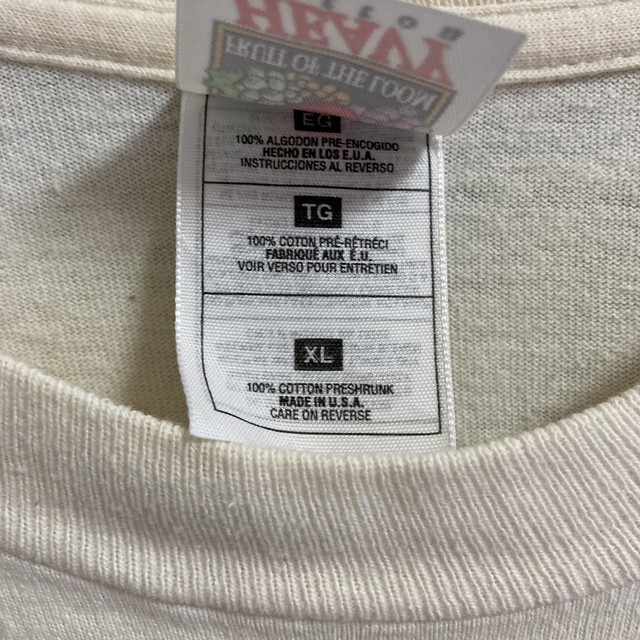 HEAVY
FRUIT OF THE LOOM
EG
100% ALGODON PRE-ENCOGIDO
HECHO EN LOS E.U.A.
INSTRUCCIONES AL REVERSO
TG
100% COTON PRÉ-RÉTRÉCI
FABRIQUÉ AUX É.U.
VOIR VERSO POUR ENTRETIEN
XL
100% COTTON PRESHRUNK
MADE IN U.S.A.
CARE ON REVERSE